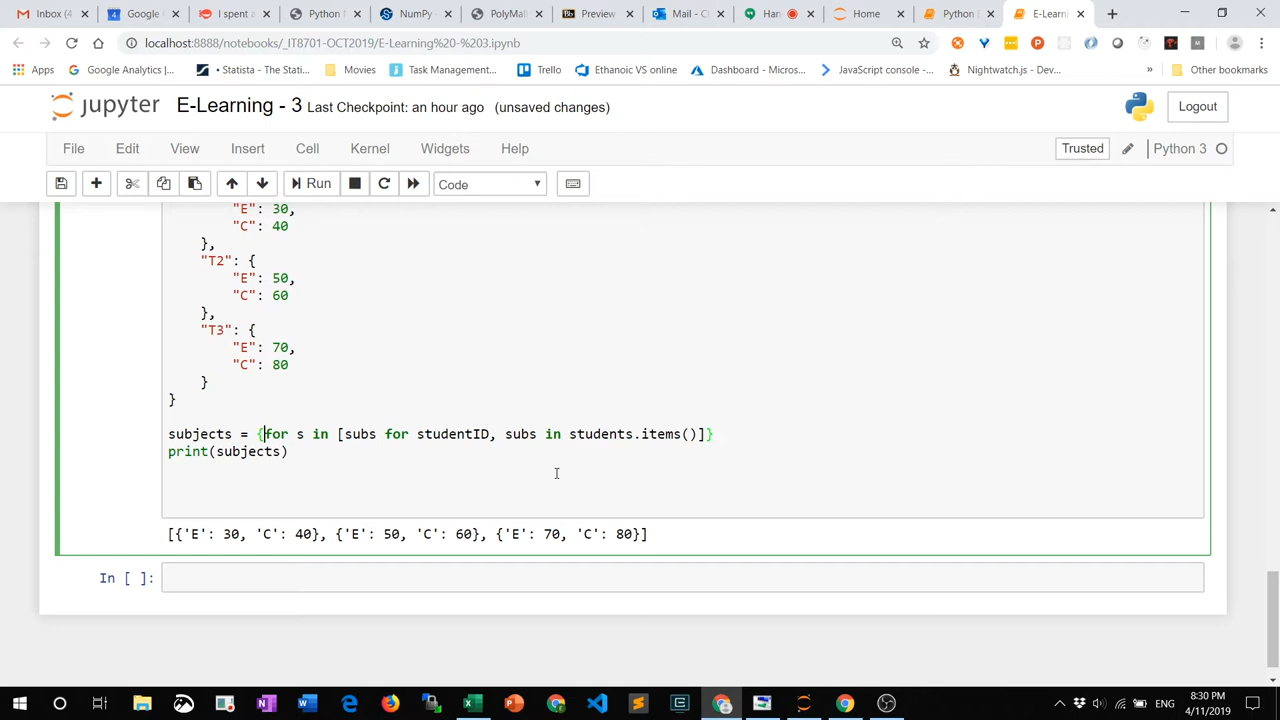 Inbox (4
Google
I spent a
Python M
NumPy -
PolyMall
Preview
Mail - C
Han
Home
Python (
E-Learni
localhost:8888/notebooks/_IT8701-OCT2019/E-Learning%20-%203.ipynb
Apps
Google Analytics |...
Statista - The Stati...
Movies
Task Management...
Trello
Ethanoic VS online
Dashboard - Micros...
JavaScript console -...
Nightwatch.js - Dev...
»
Other bookmarks
jupyter
E-Learning - 3 Last Checkpoint: an hour ago (unsaved changes)
Logout
File
Edit
View
Insert
Cell
Kernel
Widgets
Help
Trusted
Python 3
Run
Code
"E": 30,
"C": 40
},
"T2": {
"E": 50,
"C": 60
},
"T3": {
"E": 70,
"C": 80
}
}
subjects = {for s in [subs for studentID, subs in students.items()]}
print(subjects)
[{'E': 30, 'C': 40}, {'E': 50, 'C': 60}, {'E': 70, 'C': 80}]
In [ ]:
ENG
8:30 PM
4/11/2019